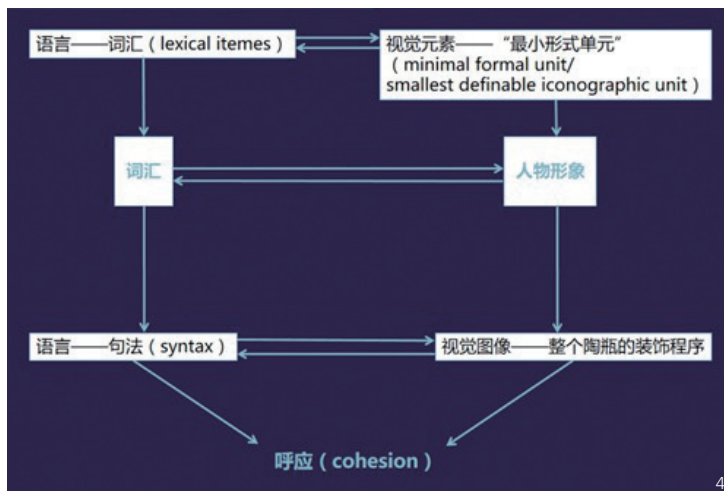 语言——词汇（lexical itemes）
视觉元素——“最小形式单元”
（minimal formal unit/
smallest definable iconographic unit）
词汇
人物形象
语言——句法（syntax）
视觉图像——整个陶瓶的装饰程序
呼应（cohesion）
4